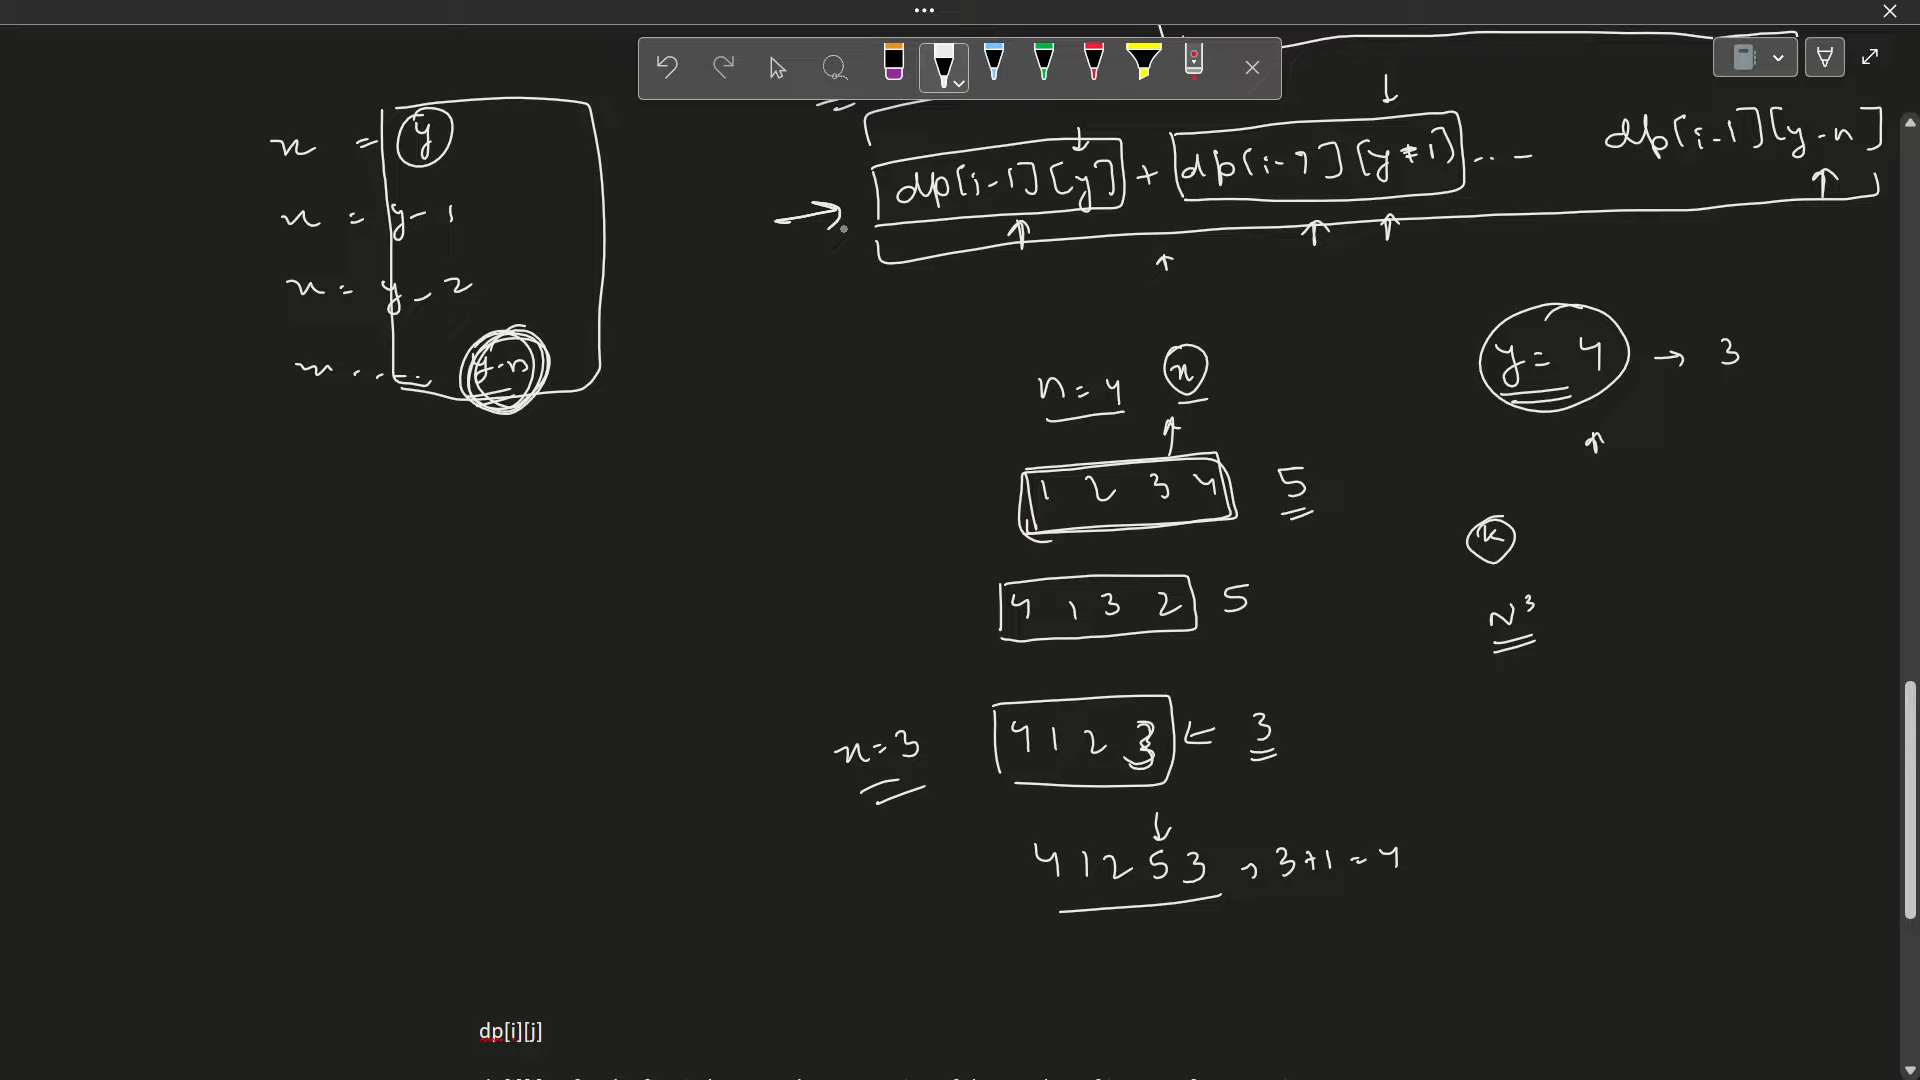 n = y
n = y-1
n = y-2
n ..... y-n
dp[i-1][y] + dp[i-1][y*1] ... - dp[i-1][y-n]
y = 4 → 3
n = 4 n
1 2 3 4 5
k
4 1 3 2 5
N³
n=3 4 1 2 3 ← 3
4 1 2 5 3 , 3+1 = 4
dp[i][j]